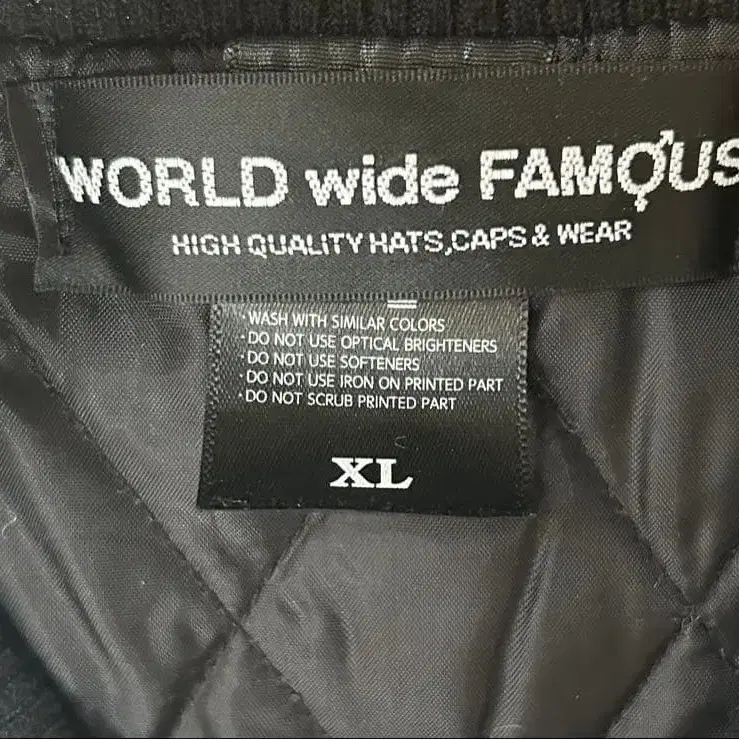 WORLD wide FAMOUS
HIGH QUALITY HATS,CAPS & WEAR
·WASH WITH SIMILAR COLORS
·DO NOT USE OPTICAL BRIGHTENERS
·DO NOT USE SOFTENERS
·DO NOT USE IRON ON PRINTED PART
·DO NOT SCRUB PRINTED PART
XL